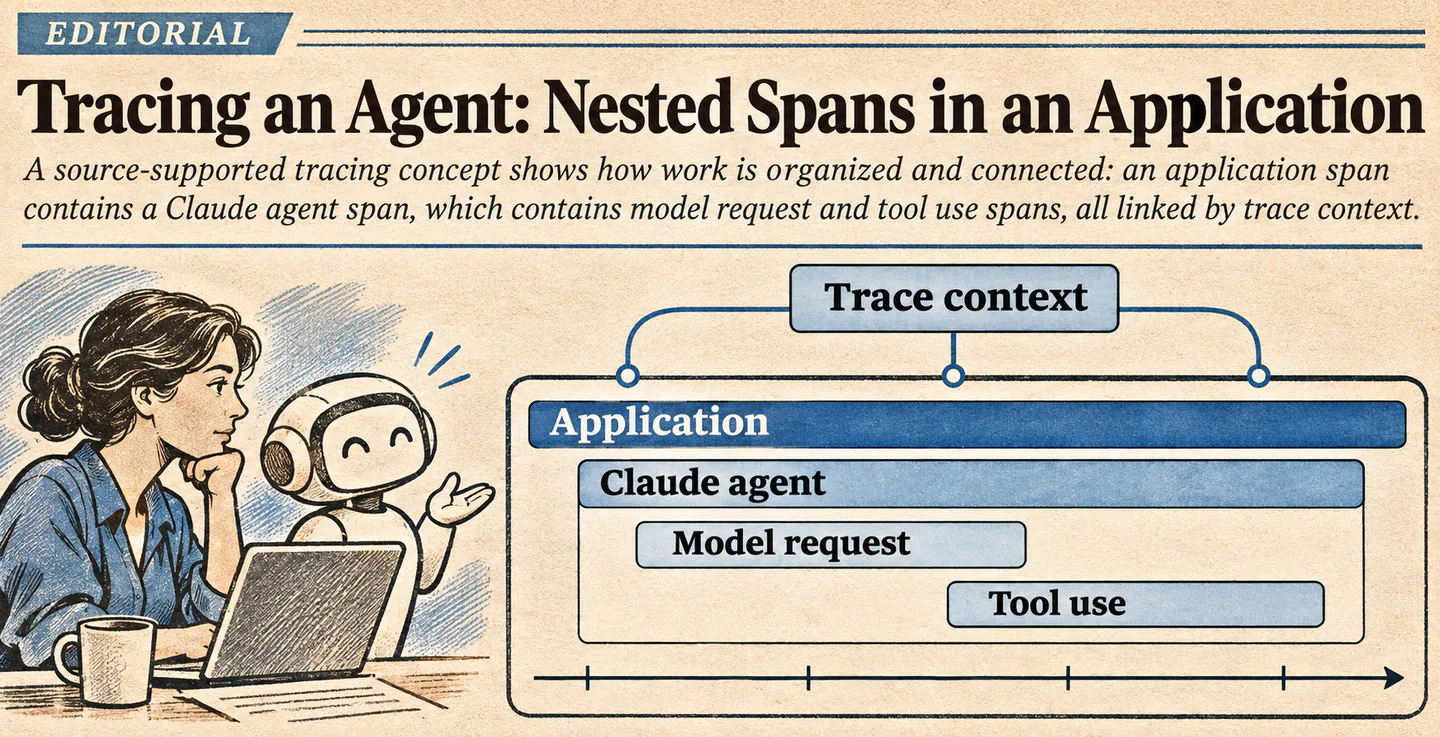 EDITORIAL
Tracing an Agent: Nested Spans in an Application
A source-supported tracing concept shows how work is organized and connected: an application span
contains a Claude agent span, which contains model request and tool use spans, all linked by trace context.
Trace context
Application
Claude agent
Model request
Tool use